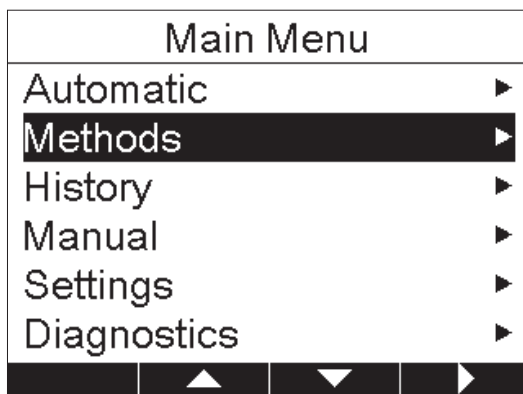 Main Menu
Automatic
Methods
History
Manual
Settings
Diagnostics